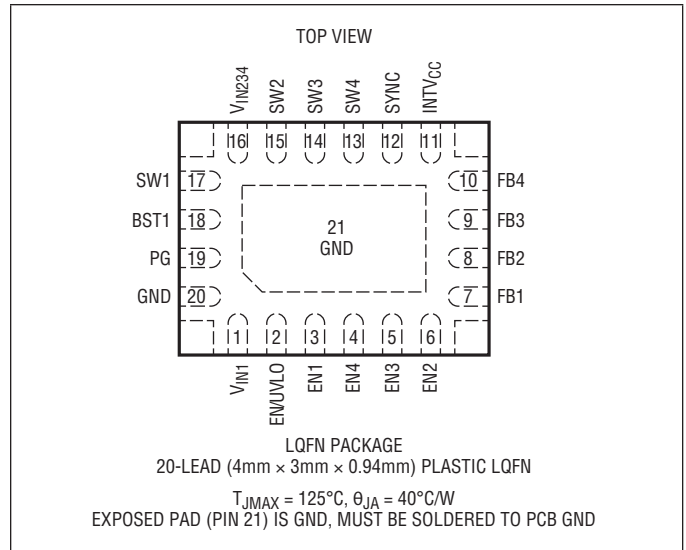 TOP VIEW
VIN234
SW2
SW3
SW4
SYNC
INTVCC
16 15 14 13 12 11
SW1 17
BST1 18
PG 19
GND 20
21
GND
10 FB4
9 FB3
8 FB2
7 FB1
1 2 3 4 5 6
VIN1
EN/UVLO
EN1
EN4
EN3
EN2
LQFN PACKAGE
20-LEAD (4mm × 3mm × 0.94mm) PLASTIC LQFN
TJMAX = 125°C, θJA = 40°C/W
EXPOSED PAD (PIN 21) IS GND, MUST BE SOLDERED TO PCB GND